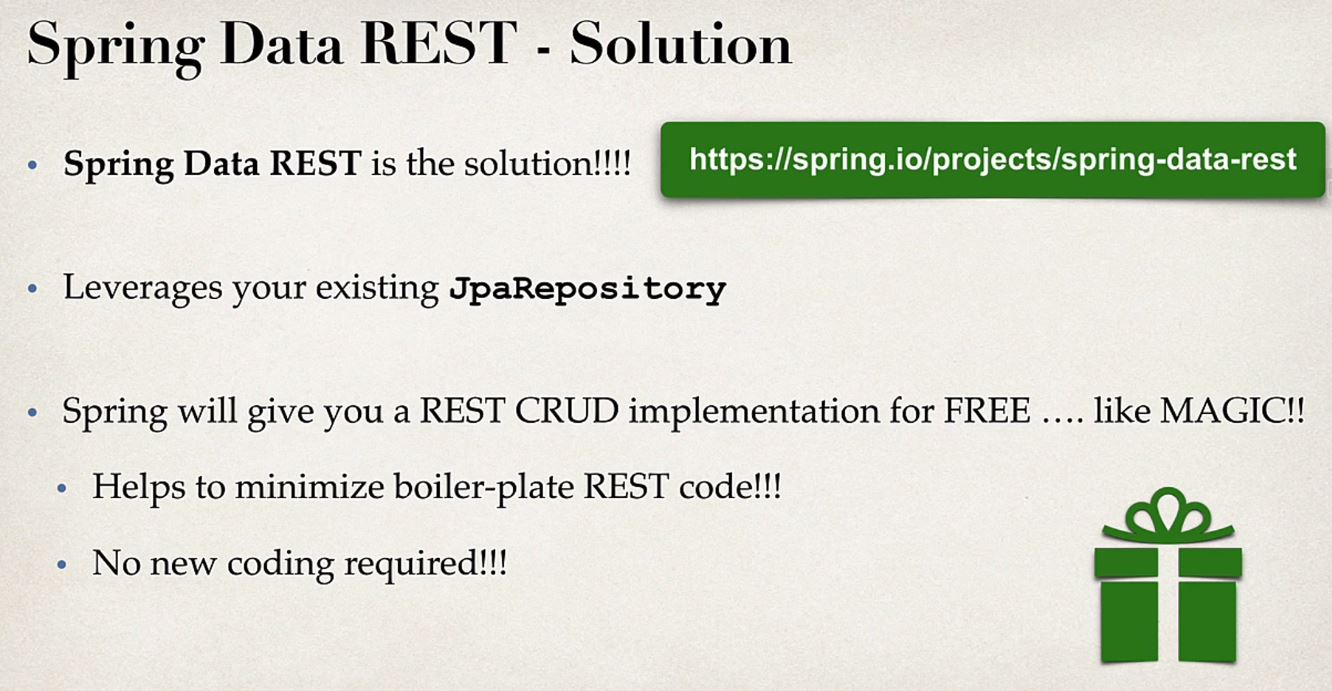 Spring Data REST - Solution
• Spring Data REST is the solution!!!!
https://spring.io/projects/spring-data-rest
• Leverages your existing JpaRepository
• Spring will give you a REST CRUD implementation for FREE …. like MAGIC!!
• Helps to minimize boiler-plate REST code!!!
• No new coding required!!!